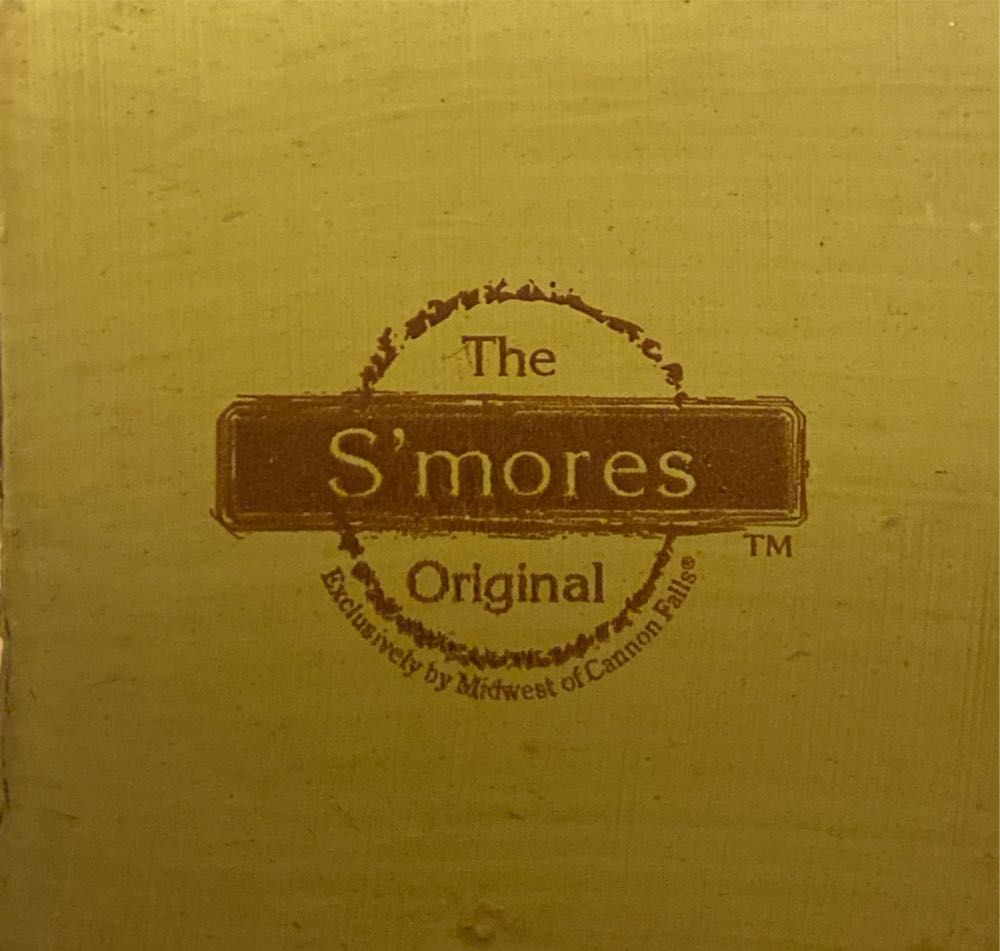 The
S'mores
TM
Original
Exclusively by Midwest of Cannon Falls®